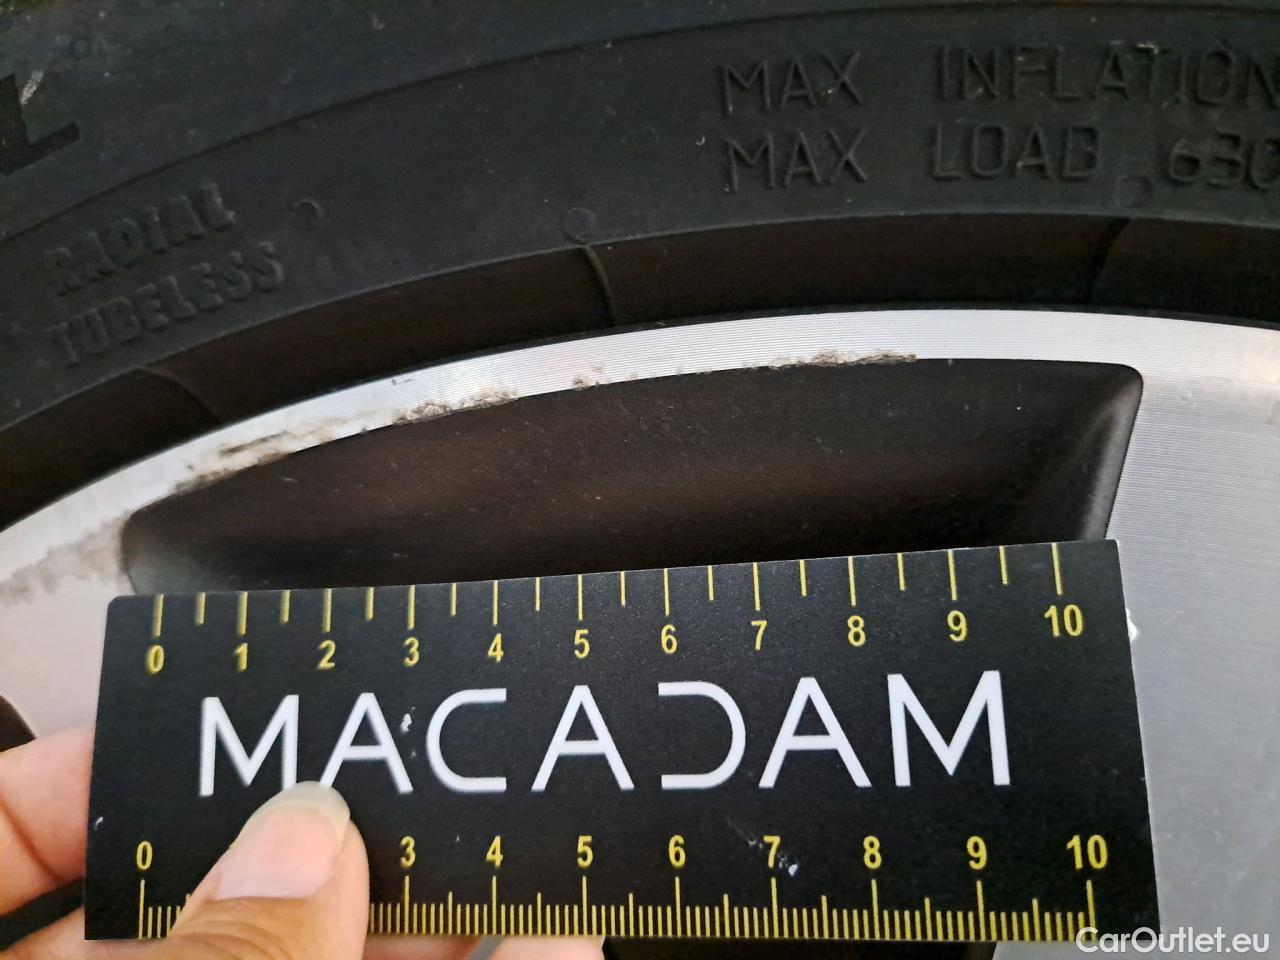 MAX INFLATION
MAX LOAD 630
RADIAL
TUBELESS
0 1 2 3 4 5 6 7 8 9 10
MACADAM
0 3 4 5 6 7 8 9 10
CarOutlet.eu